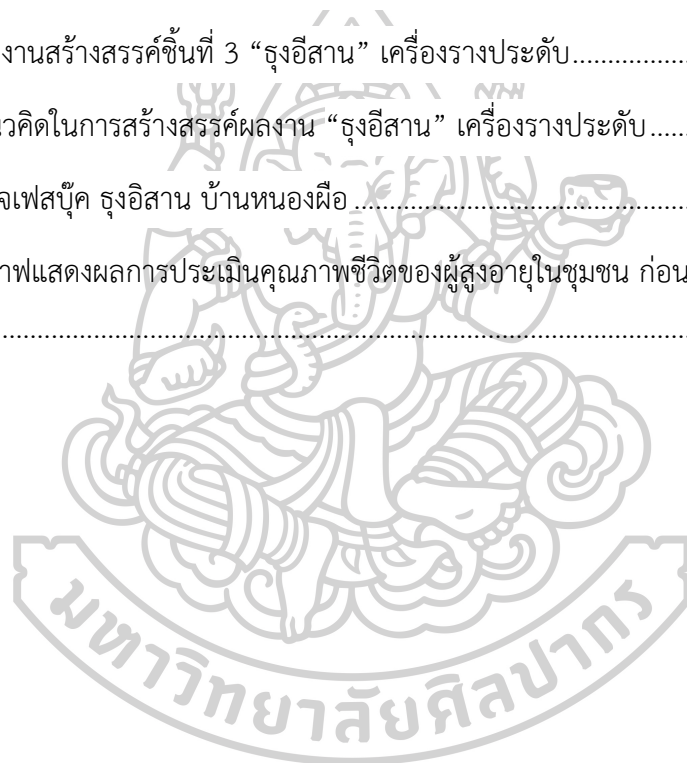 งานสร้างสรรค์ชิ้นที่ 3 “ธุงอีสาน” เครื่องรางประดับ.................
แนวคิดในการสร้างสรรค์ผลงาน “ธุงอีสาน” เครื่องรางประดับ......
เฟสบุ๊ค ธุงอิสาน บ้านหนองผือ ................................................
แสดงผลการประเมินคุณภาพชีวิตของผู้สูงอายุในชุมชน ก่อน
....................................................................................................
มหาวิทยาลัยศิลปากร